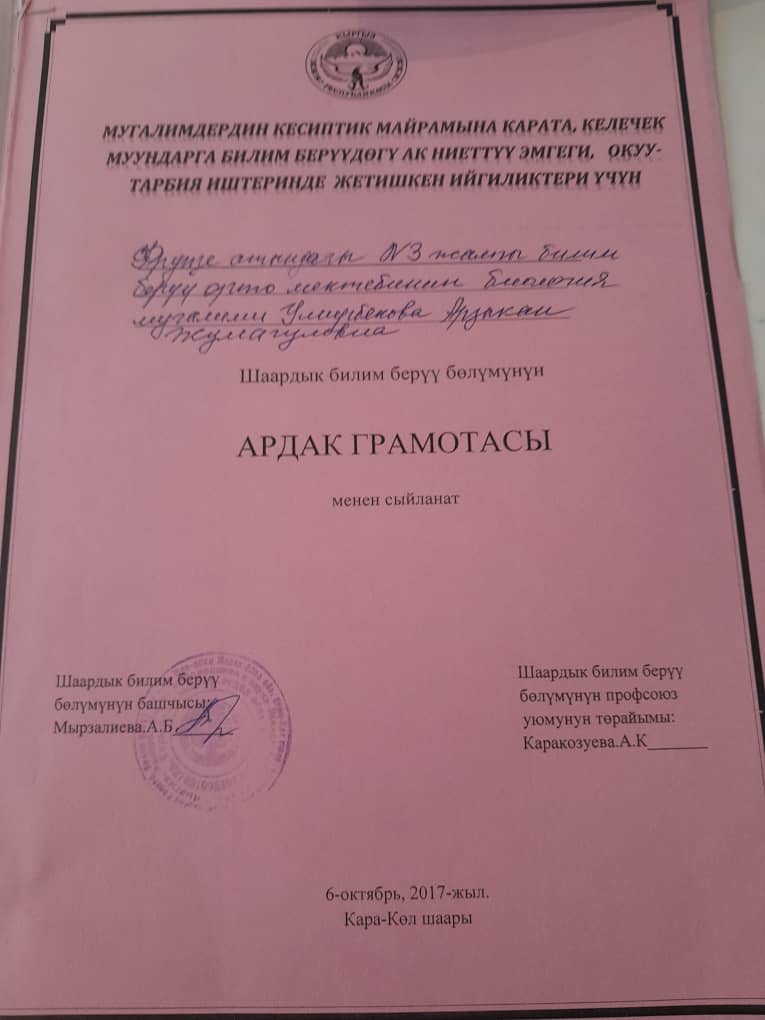 КЫРГЫЗ
РЕСПУБЛИКАСЫ
МУГАЛИМДЕРДИН КЕСИПТИК МАЙРАМЫНА КАРАТА, КЕЛЕЧЕК
МУУНДАРГА БИЛИМ БЕРҮҮДӨГҮ АК НИЕТТҮҮ ЭМГЕГИ, ОКУУ-
ТАРБИЯ ИШТЕРИНДЕ ЖЕТИШКЕН ИЙГИЛИКТЕРИ ҮЧҮН
Фрунзе атындагы N3 жалпы билим
берүү орто мектебинин биология
мугалими Арзыкан
Жумагуловна
Шаардык билим берүү бөлүмүнүн
АРДАК ГРАМОТАСЫ
менен сыйланат
Шаардык билим берүү
бөлүмүнүн башчысы:
Мырзалиева.А.Б
Шаардык билим берүү
бөлүмүнүн профсоюз
уюмунун төрайымы:
Каракозуева.А.К_______
6-октябрь, 2017-жыл.
Кара-Көл шаары